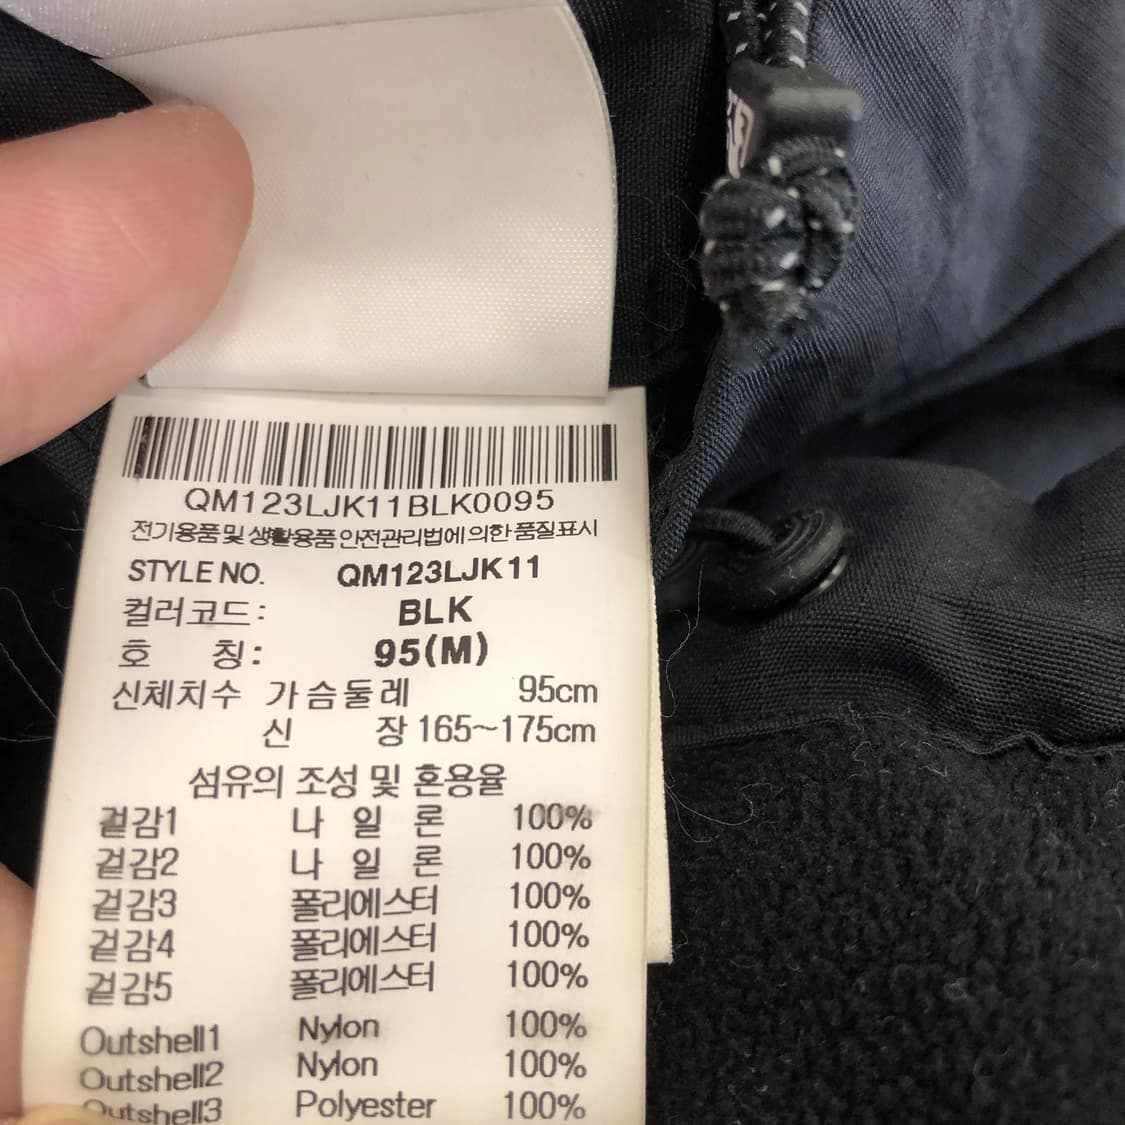 QM123LJK11BLK0095
전기용품 및 생활용품 안전관리법에 의한 품질표시
STYLE NO. QM123LJK11
컬러코드: BLK
호 칭: 95(M)
신체치수 가슴둘레 95cm
신 장 165~175cm
섬유의 조성 및 혼용율
겉감1 나 일 론 100%
겉감2 나 일 론 100%
겉감3 폴리에스터 100%
겉감4 폴리에스터 100%
겉감5 폴리에스터 100%
Outshell1 Nylon 100%
Outshell2 Nylon 100%
Outshell3 Polyester 100%